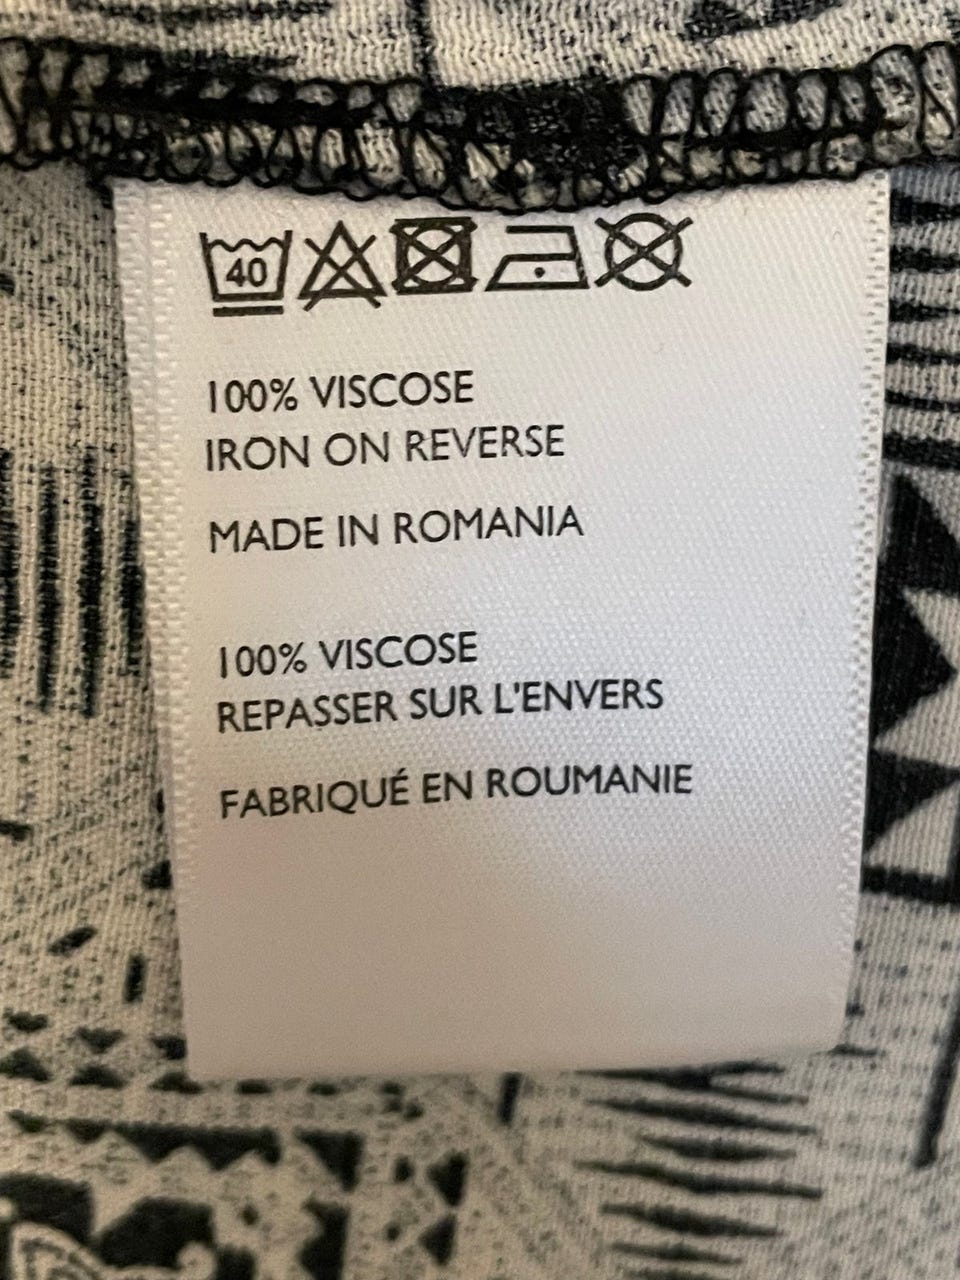 40
100% VISCOSE
IRON ON REVERSE
MADE IN ROMANIA
100% VISCOSE
REPASSER SUR L'ENVERS
FABRIQUÉ EN ROUMANIE